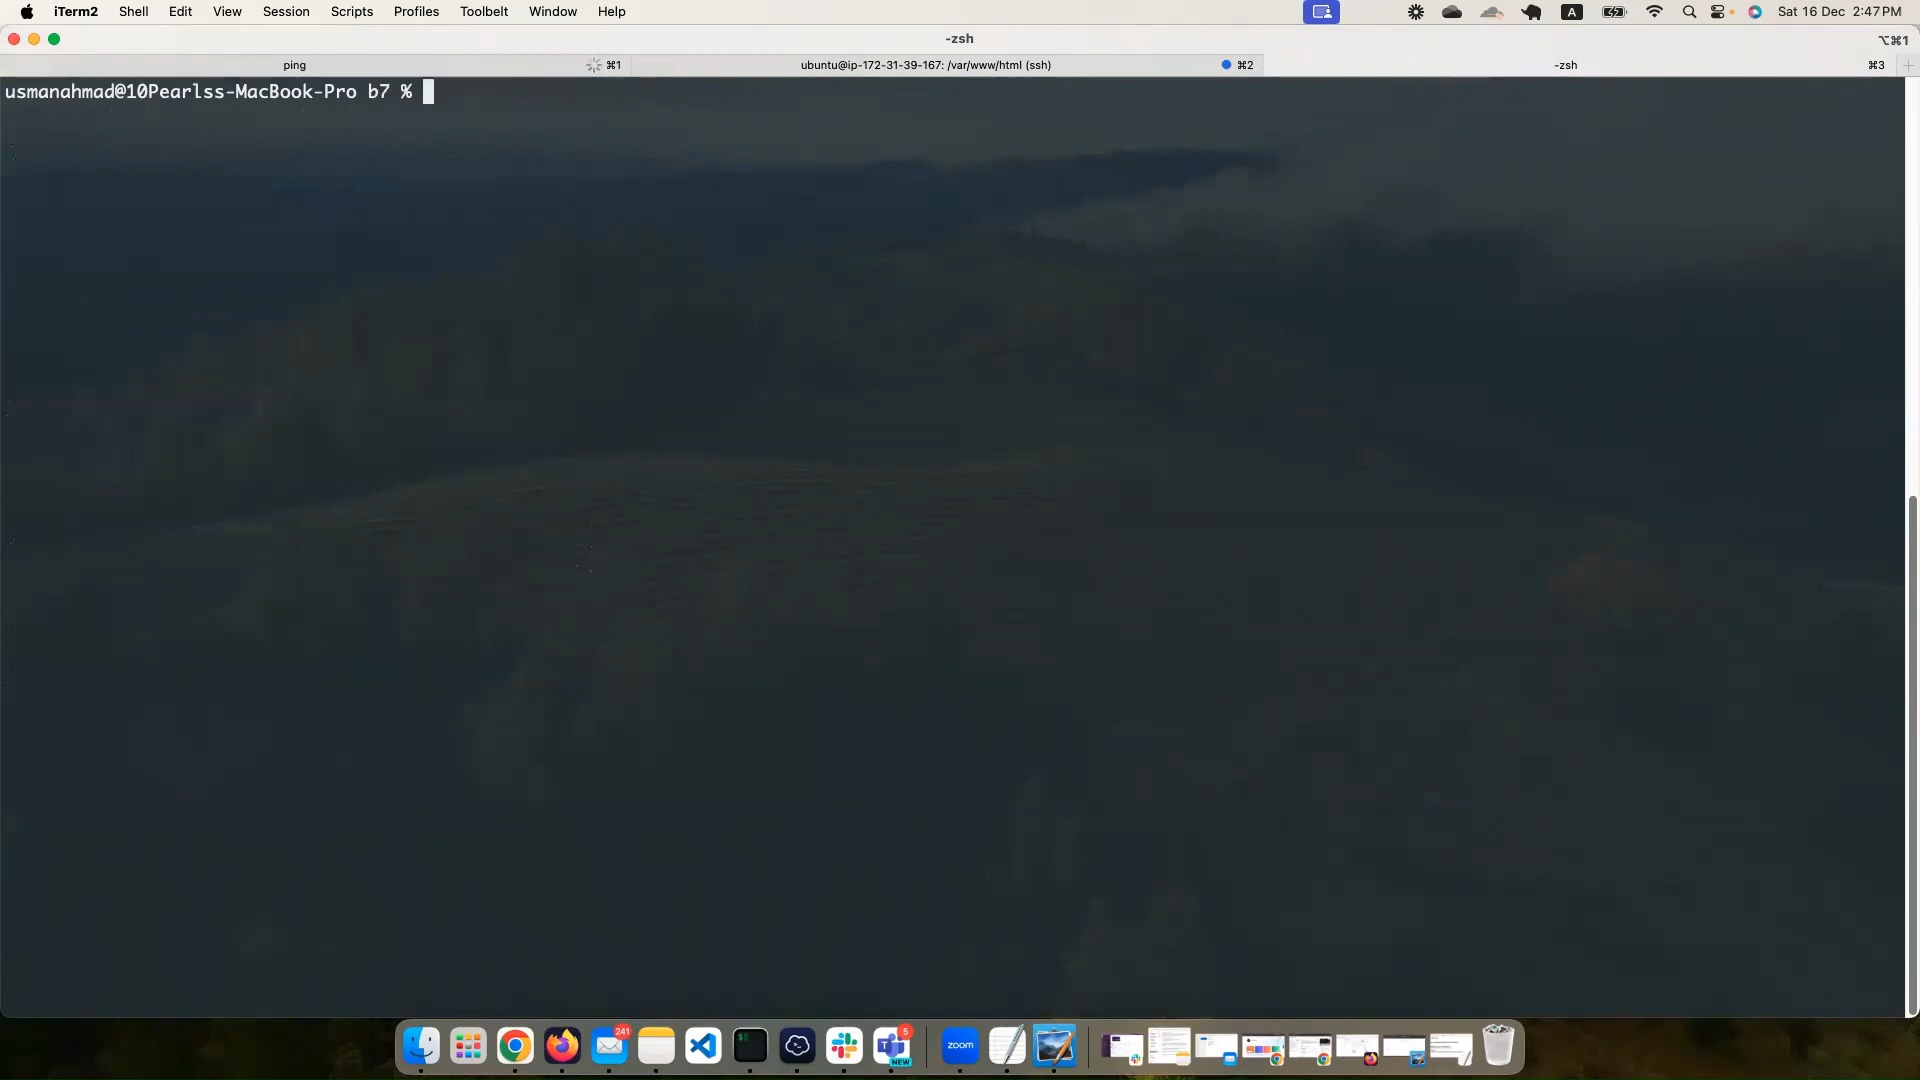 iTerm2 Shell Edit View Session Scripts Profiles Toolbelt Window Help A Sat 16 Dec 2:47 PM
-zsh ⌥⌘1
ping ⌘1 ubuntu@ip-172-31-39-167: /var/www/html (ssh) ⌘2 -zsh ⌘3
usmanahmad@10Pearlss-MacBook-Pro b7 %
241 5
zoom
NEW